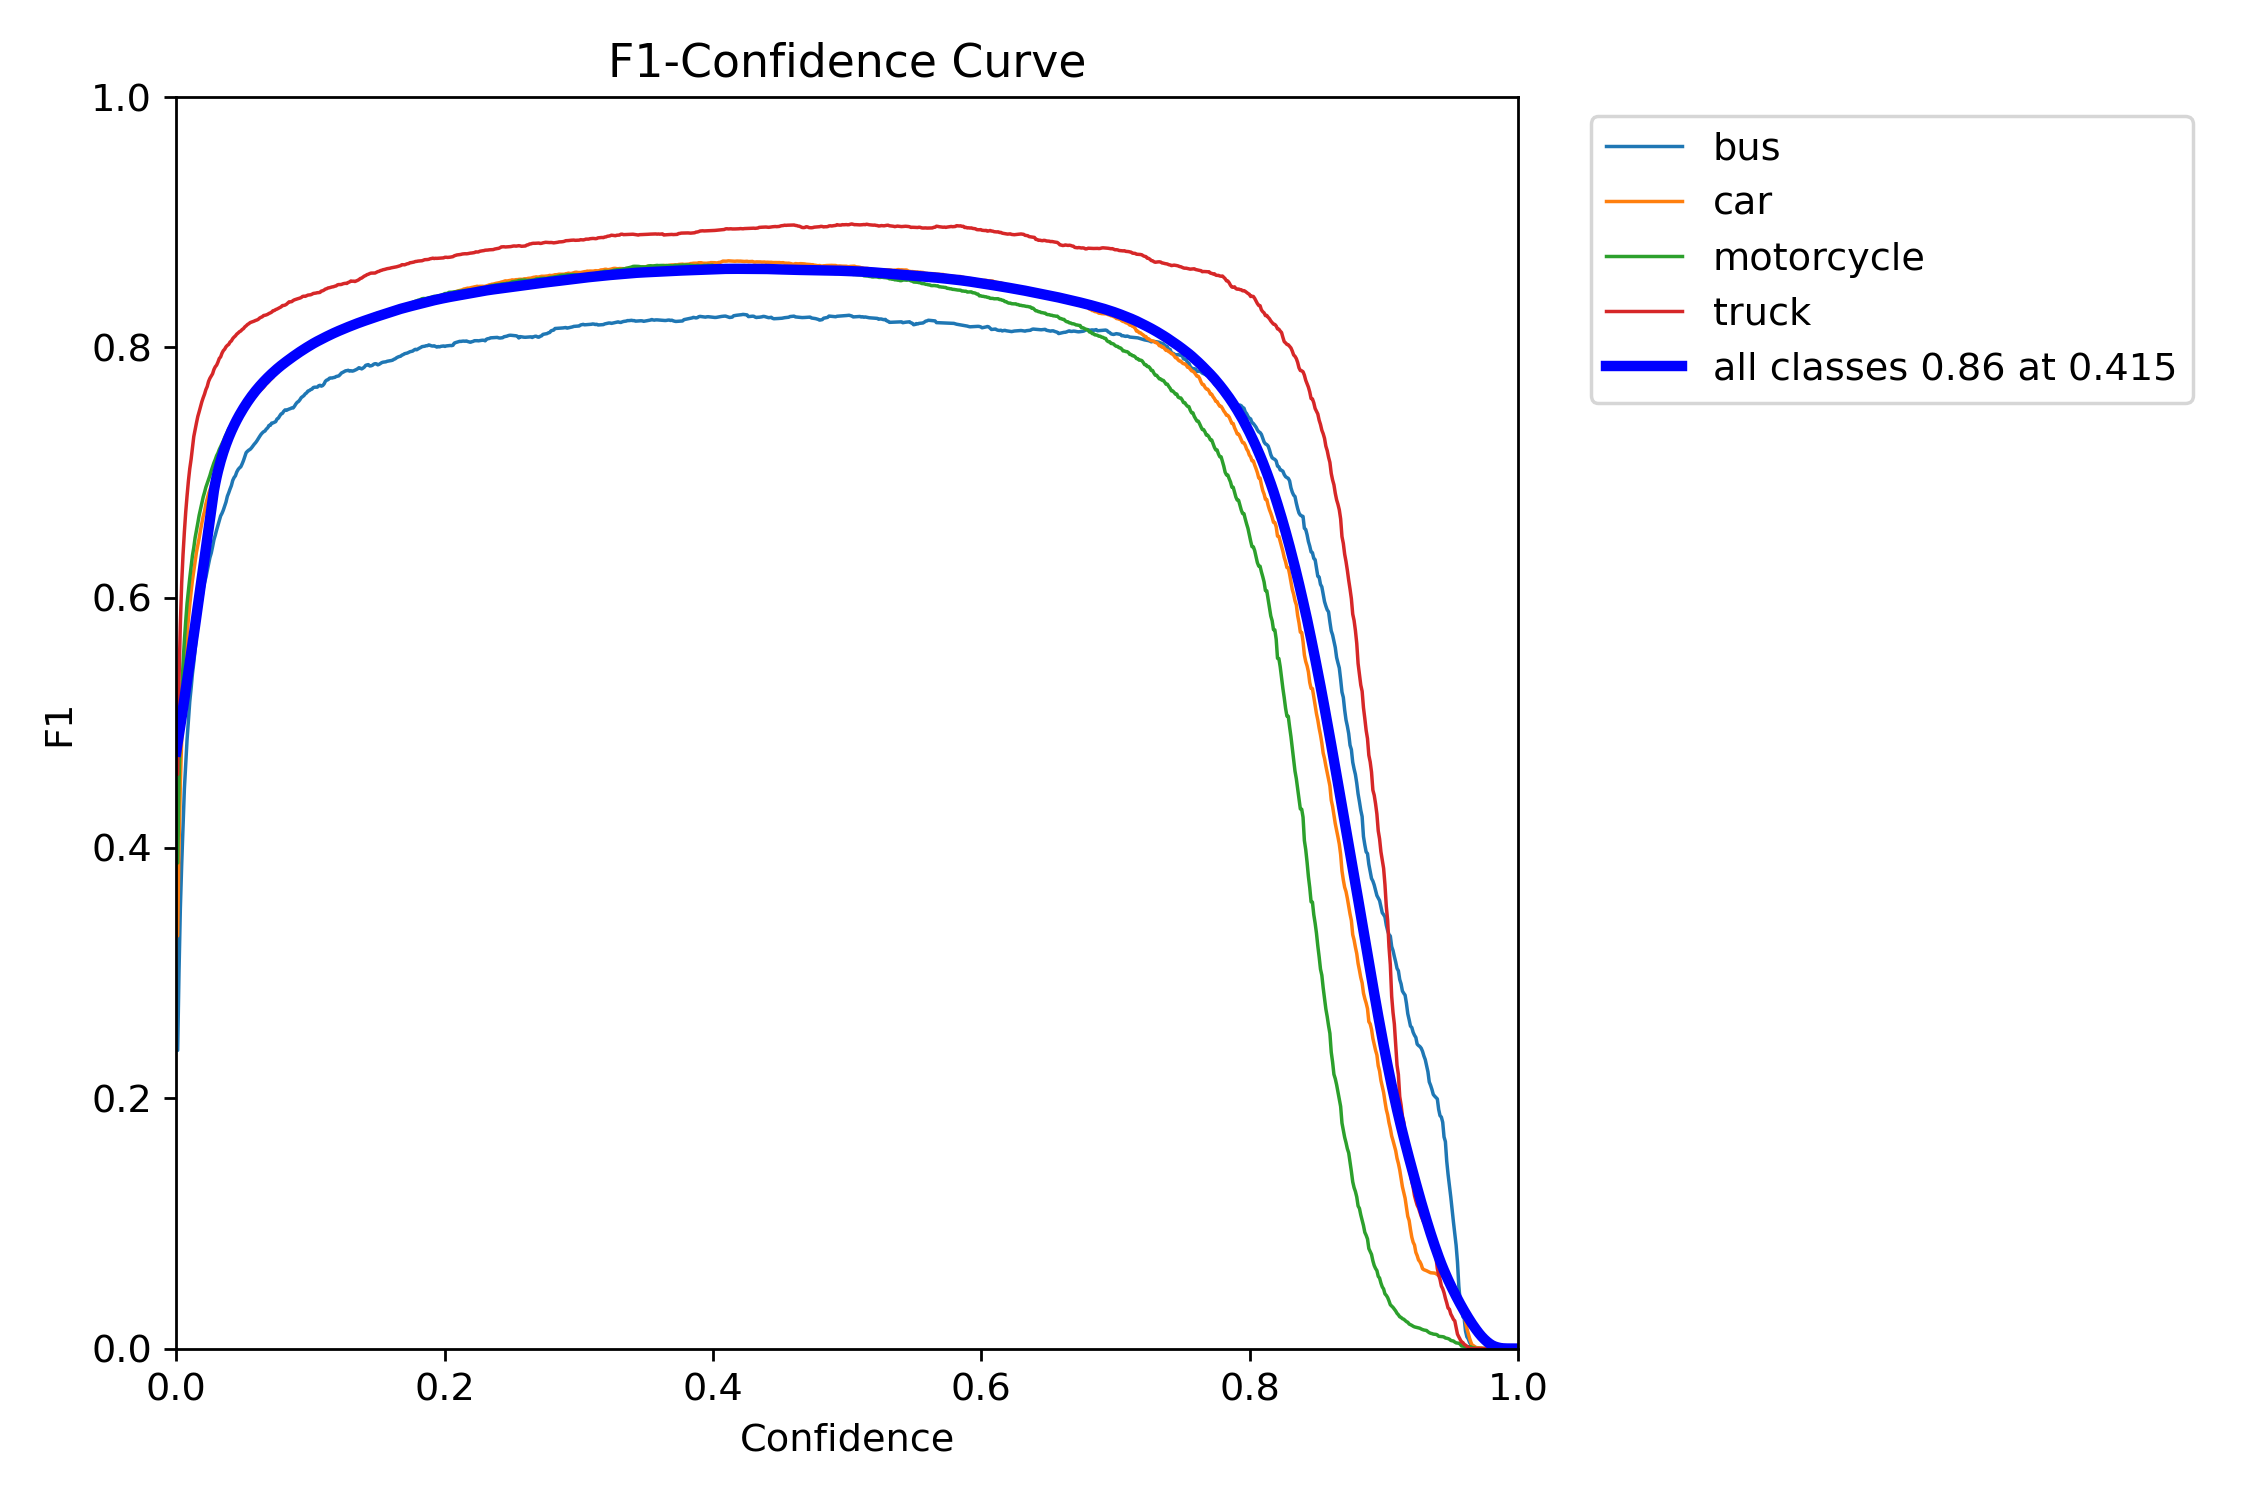 F1-Confidence Curve
1.0
0.8
0.6
0.4
0.2
0.0
F1
0.0 0.2 0.4 0.6 0.8 1.0
Confidence
bus
car
motorcycle
truck
all classes 0.86 at 0.415